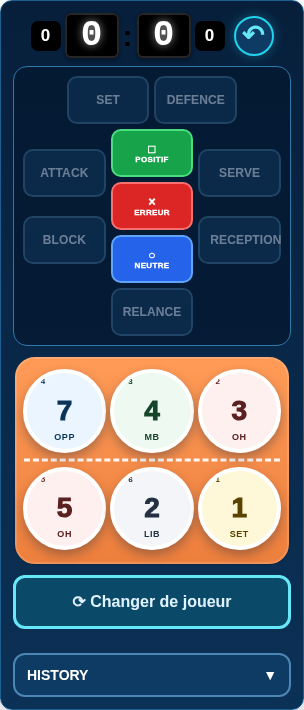 0 0 : 0 0 ↶
SET DEFENCE
□
POSITIF
ATTACK SERVE
×
ERREUR
BLOCK RECEPTION
○
NEUTRE
RELANCE
4 3 2
7 4 3
OPP MB OH
5 6 1
5 2 1
OH LIB SET
⟳ Changer de joueur
HISTORY ▼